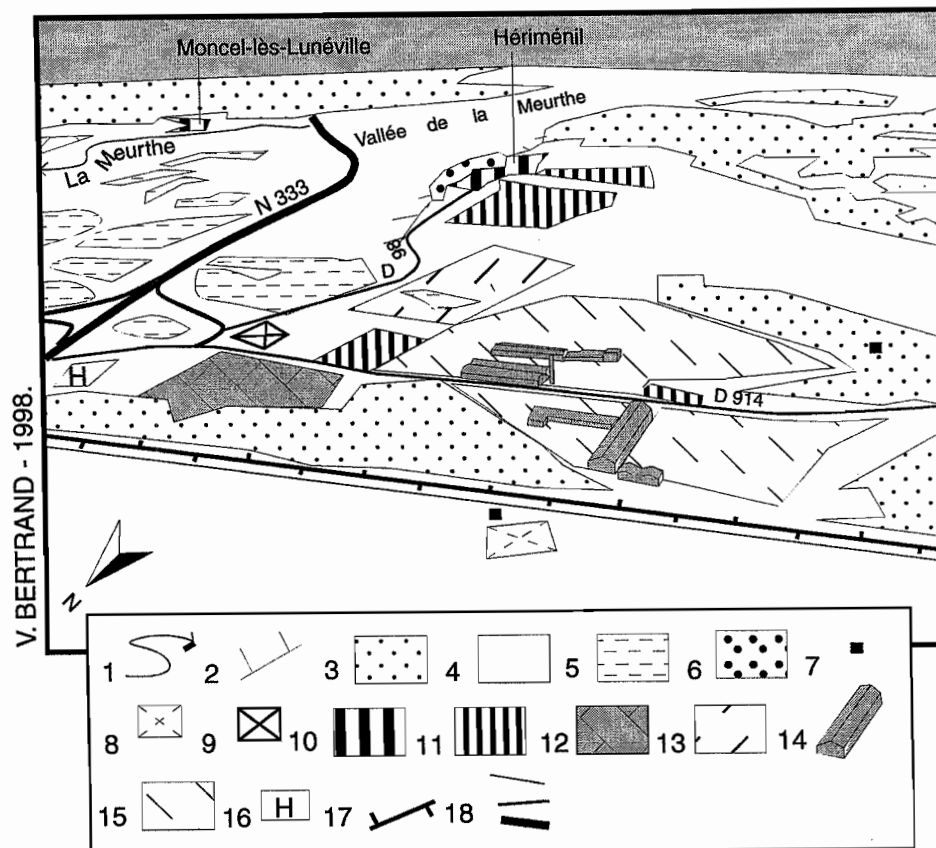 Moncel-lès-Lunéville
Hériménil
Vallée de la Meurthe
La Meurthe
N 333
D 86
H
D 914
V. BERTRAND - 1998.
N
1 2 3 4 5 6 7
8 9 10 11 12 13 14
15 16 H 17 18